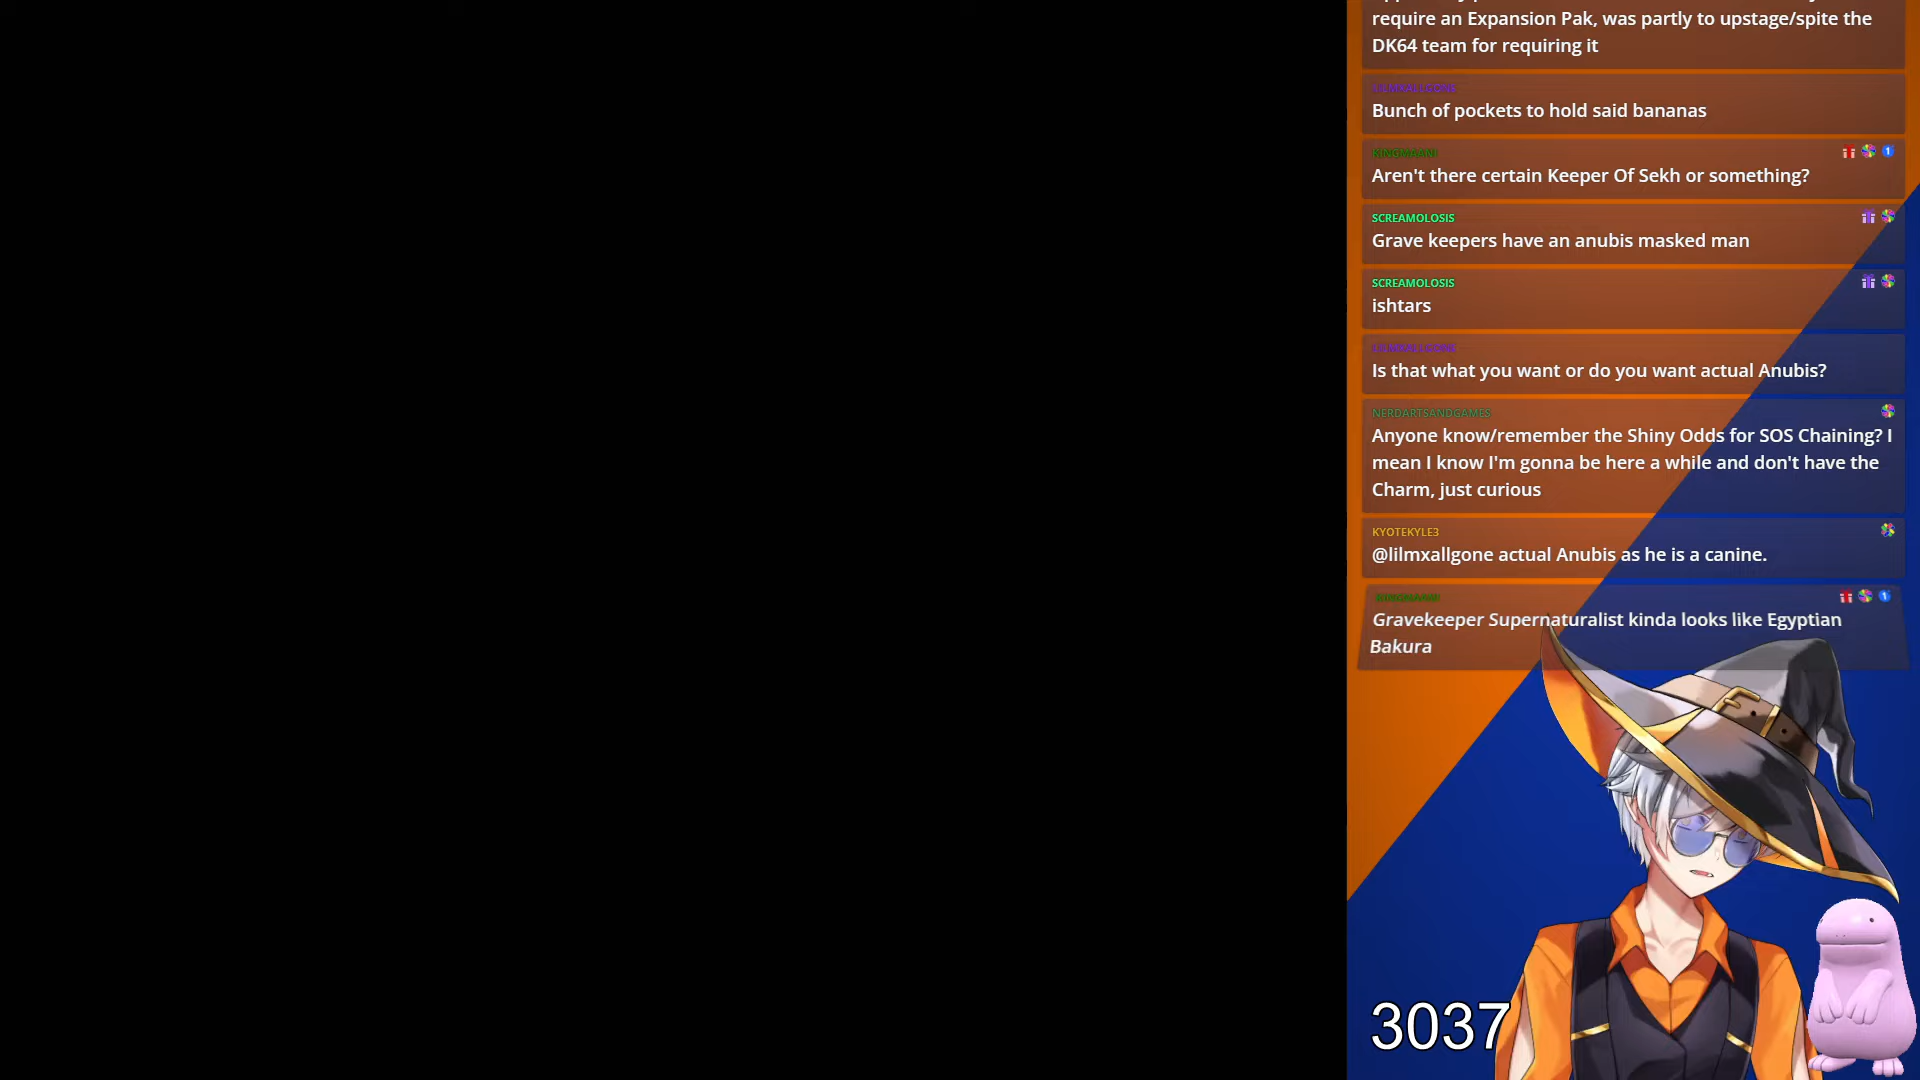 require an Expansion Pak, was partly to upstage/spite the
DK64 team for requiring it
LILMXALLGONE
Bunch of pockets to hold said bananas
KINGMAANI
Aren't there certain Keeper Of Sekh or something?
SCREAMOLOSIS
Grave keepers have an anubis masked man
SCREAMOLOSIS
ishtars
LILMXALLGONE
Is that what you want or do you want actual Anubis?
NERDARTSANDGAMES
Anyone know/remember the Shiny Odds for SOS Chaining? I
mean I know I'm gonna be here a while and don't have the
Charm, just curious
KYOTEKYLE3
@lilmxallgone actual Anubis as he is a canine.
KINGMAANI
Gravekeeper Supernaturalist kinda looks like Egyptian
Bakura
3037